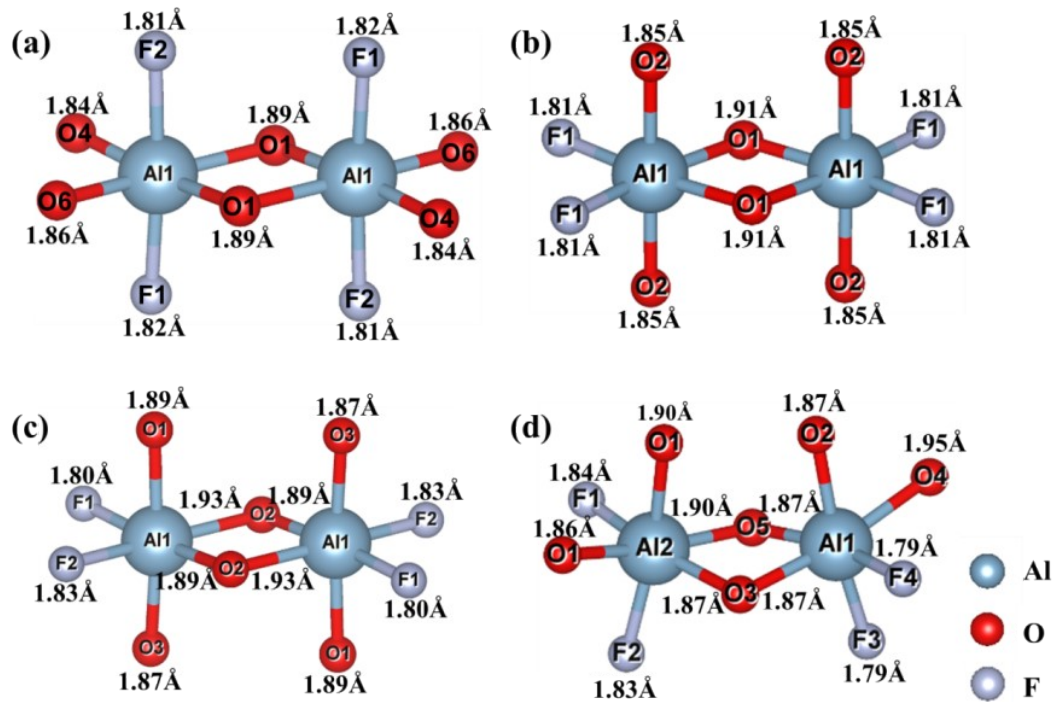 (a)
1.81Å
F2
1.82Å
F1
1.84Å
O4
1.89Å
O1
1.86Å
O6
Al1
Al1
O6
1.86Å
O1
1.89Å
O4
1.84Å
F1
1.82Å
F2
1.81Å
(b)
1.85Å
O2
1.85Å
O2
1.81Å
F1
1.91Å
O1
1.81Å
F1
Al1
Al1
F1
1.81Å
O1
1.91Å
F1
1.81Å
O2
1.85Å
O2
1.85Å
(c)
1.89Å
O1
1.87Å
O3
1.80Å
F1
1.93Å
1.89Å
O2
1.83Å
F2
Al1
Al1
F2
1.83Å
O2
1.89Å
1.93Å
F1
1.80Å
O3
1.87Å
O1
1.89Å
(d)
1.90Å
O1
1.87Å
O2
1.95Å
O4
1.84Å
F1
1.90Å
1.87Å
O5
1.86Å
O1
Al2
Al1
1.79Å
F4
O3
1.87Å
1.87Å
F2
1.83Å
F3
1.79Å
Al
O
F